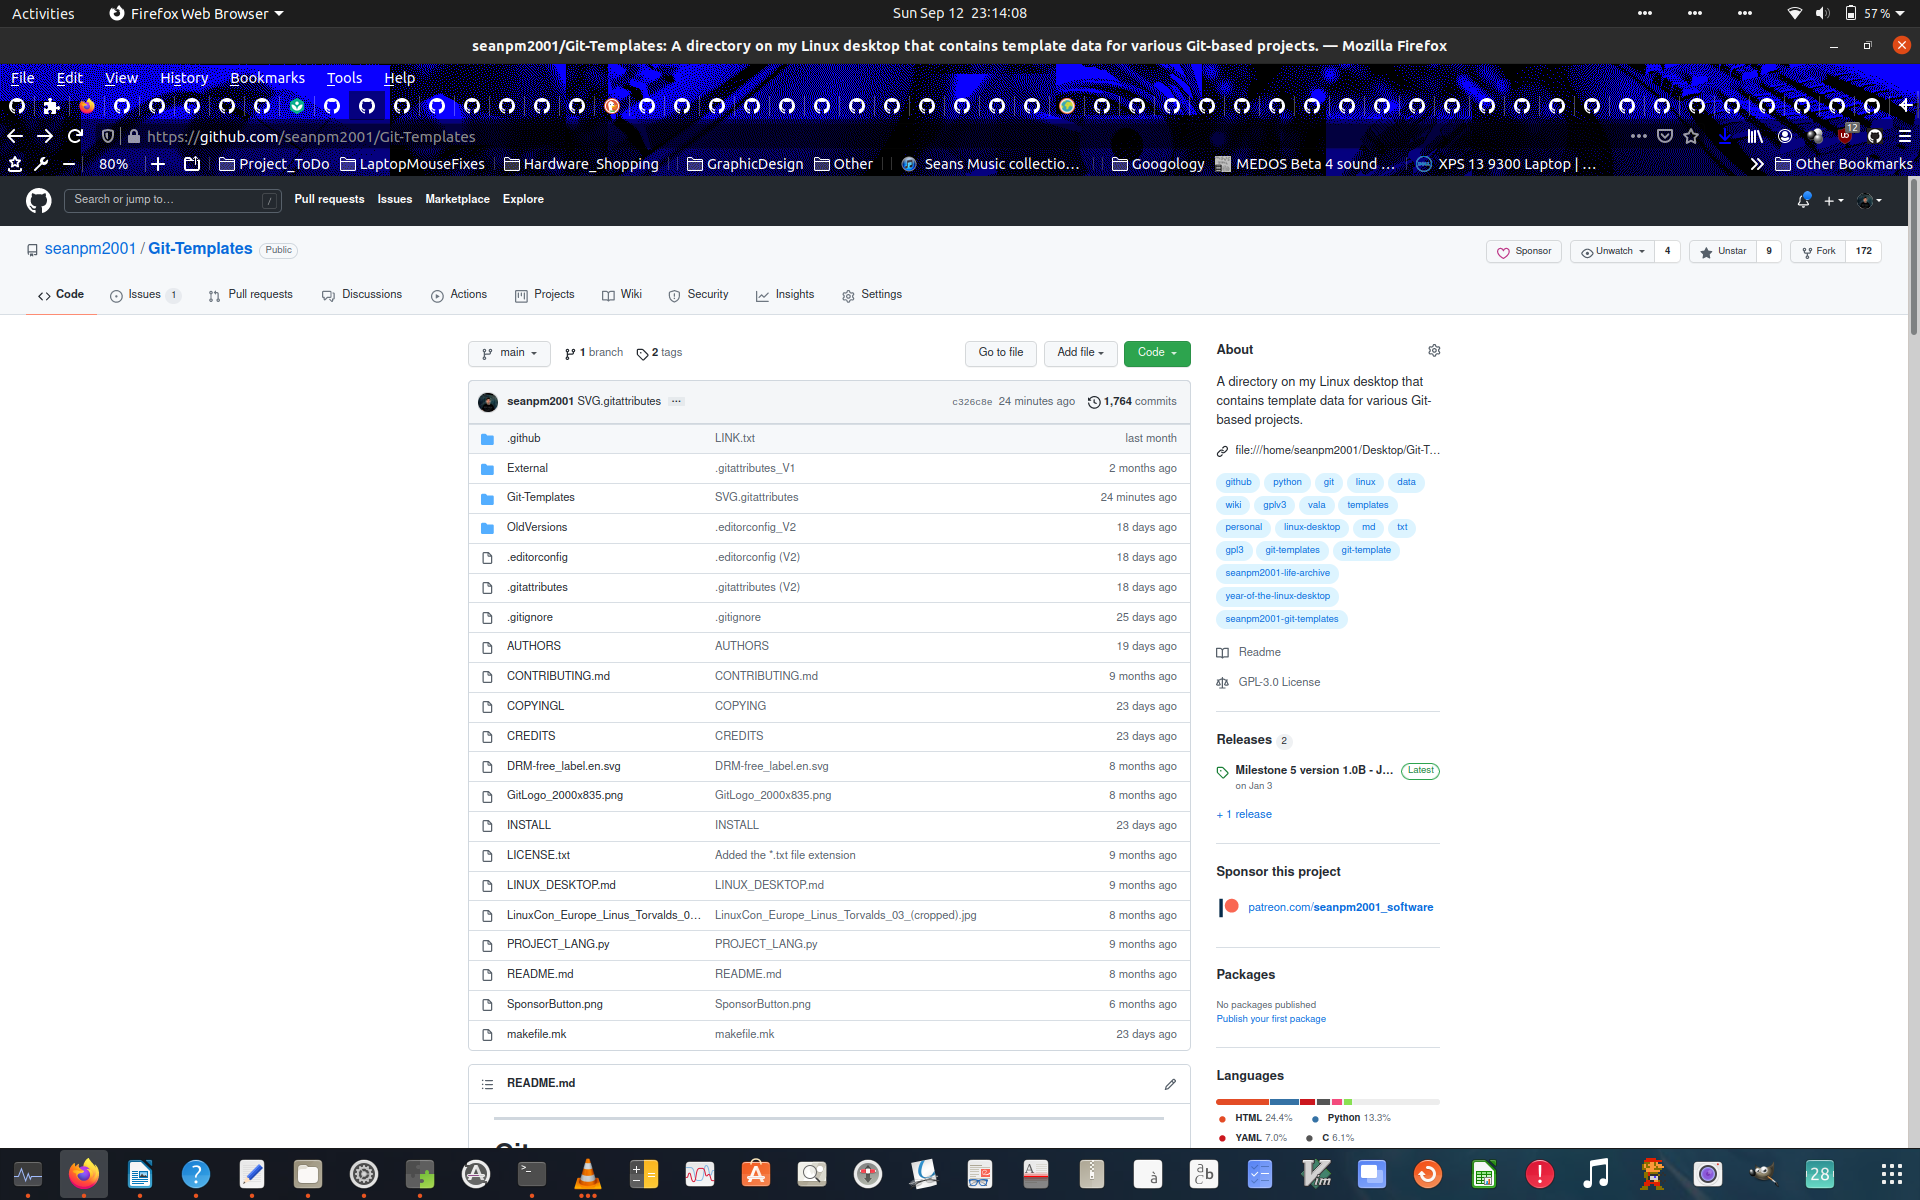 Activities Firefox Web Browser Sun Sep 12 23:14:08 57 %
seanpm2001/Git-Templates: A directory on my Linux desktop that contains template data for various Git-based projects. — Mozilla Firefox
File Edit View History Bookmarks Tools Help
https://github.com/seanpm2001/Git-Templates 12
80% Project_ToDo LaptopMouseFixes Hardware_Shopping GraphicDesign Other Seans Music collectio… Googology MEDOS Beta 4 sound … XPS 13 9300 Laptop | … Other Bookmarks
Search or jump to… / Pull requests Issues Marketplace Explore
seanpm2001 / Git-Templates Public Sponsor Unwatch 4 Unstar 9 Fork 172
Code Issues 1 Pull requests Discussions Actions Projects Wiki Security Insights Settings
main 1 branch 2 tags Go to file Add file Code
seanpm2001 SVG.gitattributes ... c326c8e 24 minutes ago 1,764 commits
.github LINK.txt last month
External .gitattributes_V1 2 months ago
Git-Templates SVG.gitattributes 24 minutes ago
OldVersions .editorconfig_V2 18 days ago
.editorconfig .editorconfig (V2) 18 days ago
.gitattributes .gitattributes (V2) 18 days ago
.gitignore .gitignore 25 days ago
AUTHORS AUTHORS 19 days ago
CONTRIBUTING.md CONTRIBUTING.md 9 months ago
COPYINGL COPYING 23 days ago
CREDITS CREDITS 23 days ago
DRM-free_label.en.svg DRM-free_label.en.svg 8 months ago
GitLogo_2000x835.png GitLogo_2000x835.png 8 months ago
INSTALL INSTALL 23 days ago
LICENSE.txt Added the *.txt file extension 9 months ago
LINUX_DESKTOP.md LINUX_DESKTOP.md 9 months ago
LinuxCon_Europe_Linus_Torvalds_0… LinuxCon_Europe_Linus_Torvalds_03_(cropped).jpg 8 months ago
PROJECT_LANG.py PROJECT_LANG.py 9 months ago
README.md README.md 8 months ago
SponsorButton.png SponsorButton.png 6 months ago
makefile.mk makefile.mk 23 days ago
README.md
About
A directory on my Linux desktop that
contains template data for various Git-
based projects.
file:///home/seanpm2001/Desktop/Git-T…
github python git linux data
wiki gplv3 vala templates
personal linux-desktop md txt
gpl3 git-templates git-template
seanpm2001-life-archive
year-of-the-linux-desktop
seanpm2001-git-templates
Readme
GPL-3.0 License
Releases 2
Milestone 5 version 1.0B - J… Latest
on Jan 3
+ 1 release
Sponsor this project
patreon.com/seanpm2001_software
Packages
No packages published
Publish your first package
Languages
HTML 24.4% Python 13.3%
YAML 7.0% C 6.1%
28